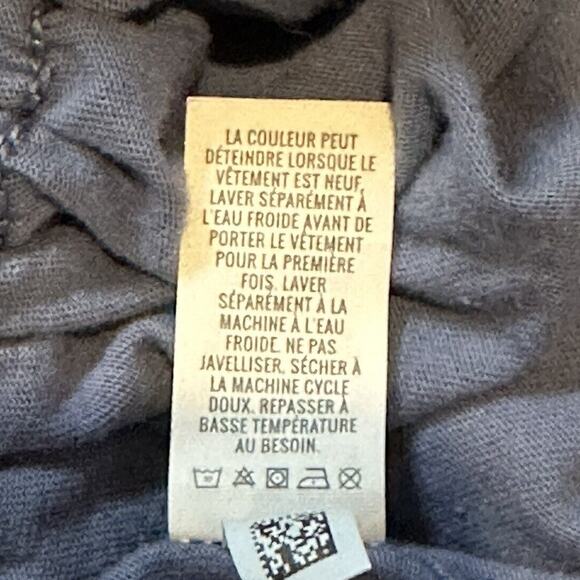 LA COULEUR PEUT
DÉTEINDRE LORSQUE LE
VÊTEMENT EST NEUF,
LAVER SÉPARÉMENT À
L'EAU FROIDE AVANT DE
PORTER LE VÊTEMENT
POUR LA PREMIÈRE
FOIS. LAVER
SÉPARÉMENT À LA
MACHINE À L'EAU
FROIDE. NE PAS
JAVELLISER. SÉCHER À
LA MACHINE CYCLE
DOUX. REPASSER À
BASSE TEMPÉRATURE
AU BESOIN.